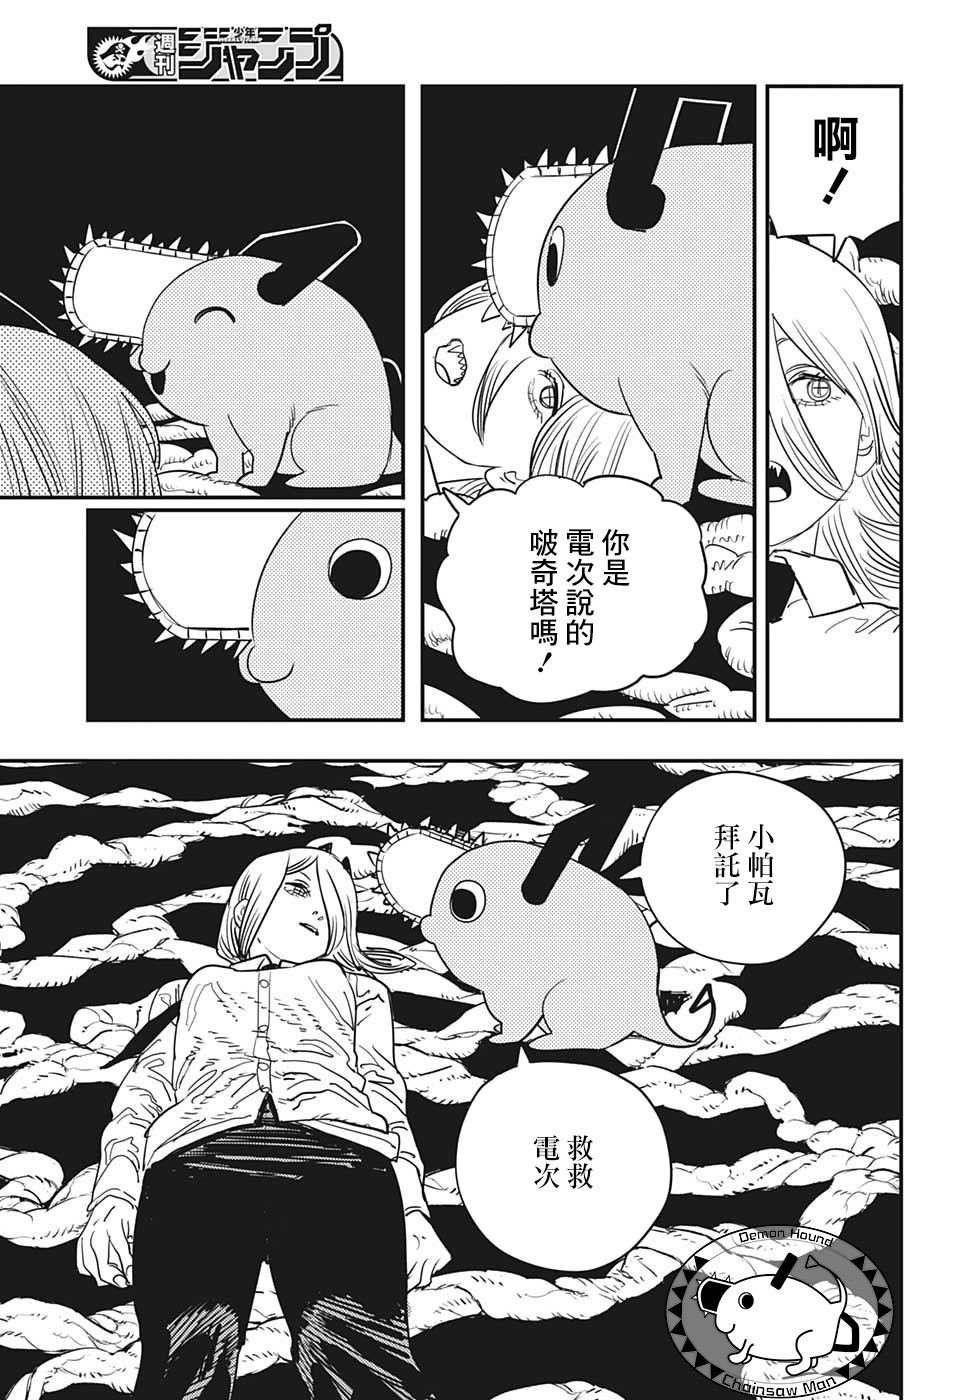 週刊
少年
ジャンプ
啊！
你是
電次說的
啵奇塔嗎！
小帕瓦
拜託了
救救
電次
Demon Hound
Chainsaw Man